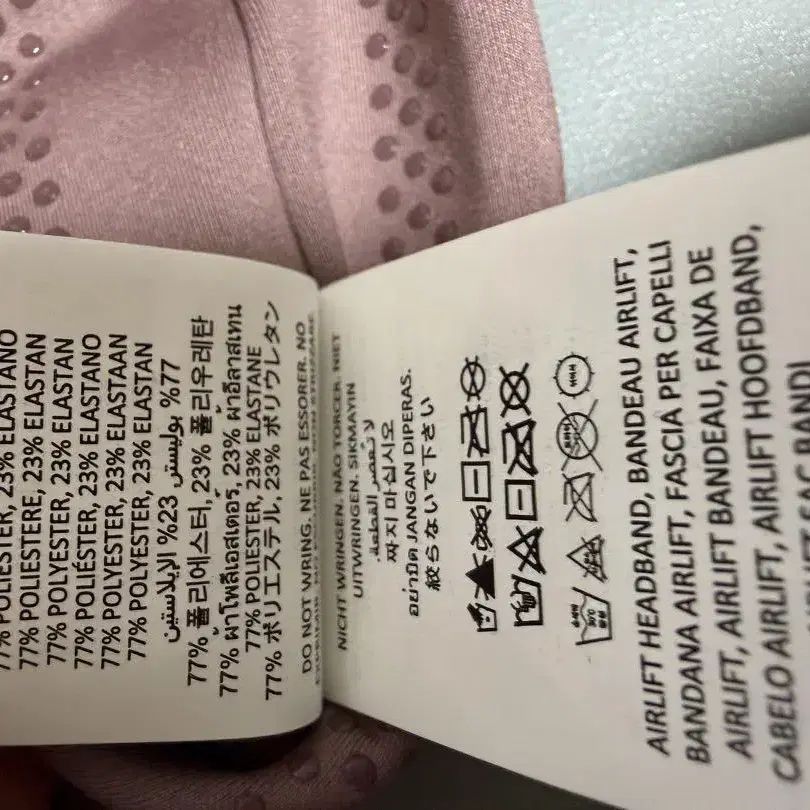 77% POLIÉSTER, 23% ELASTANO
77% POLIESTERE, 23% ELASTAN
77% POLYESTER, 23% ELASTAN
77% POLIÉSTER, 23% ELASTANO
77% POLYESTER, 23% ELASTAAN
77% POLYESTER, 23% ELASTAN
77% بوليستر, 23% الإيلاستين
77% 폴리에스터, 23% 폴리우레탄
77% ผ้าโพลีเอสเตอร์, 23% ผ้าอีลาสเทน
77% POLIESTER, 23% ELASTANE
77% ポリエステル, 23% ポリウレタン
DO NOT WRING. NE PAS ESSORER. NO
NICHT WRINGEN. NÃO TORCER. NIET
UITWRINGEN. SIKMAYIN
لا تعصر القطعة.
짜지 마십시오
อย่าบิด JANGAN DIPERAS.
絞らないで下さい
AIRLIFT HEADBAND, BANDEAU AIRLIFT,
BANDANA AIRLIFT, FASCIA PER CAPELLI
AIRLIFT, AIRLIFT BANDEAU, FAIXA DE
CABELO AIRLIFT, AIRLIFT HOOFDBAND,